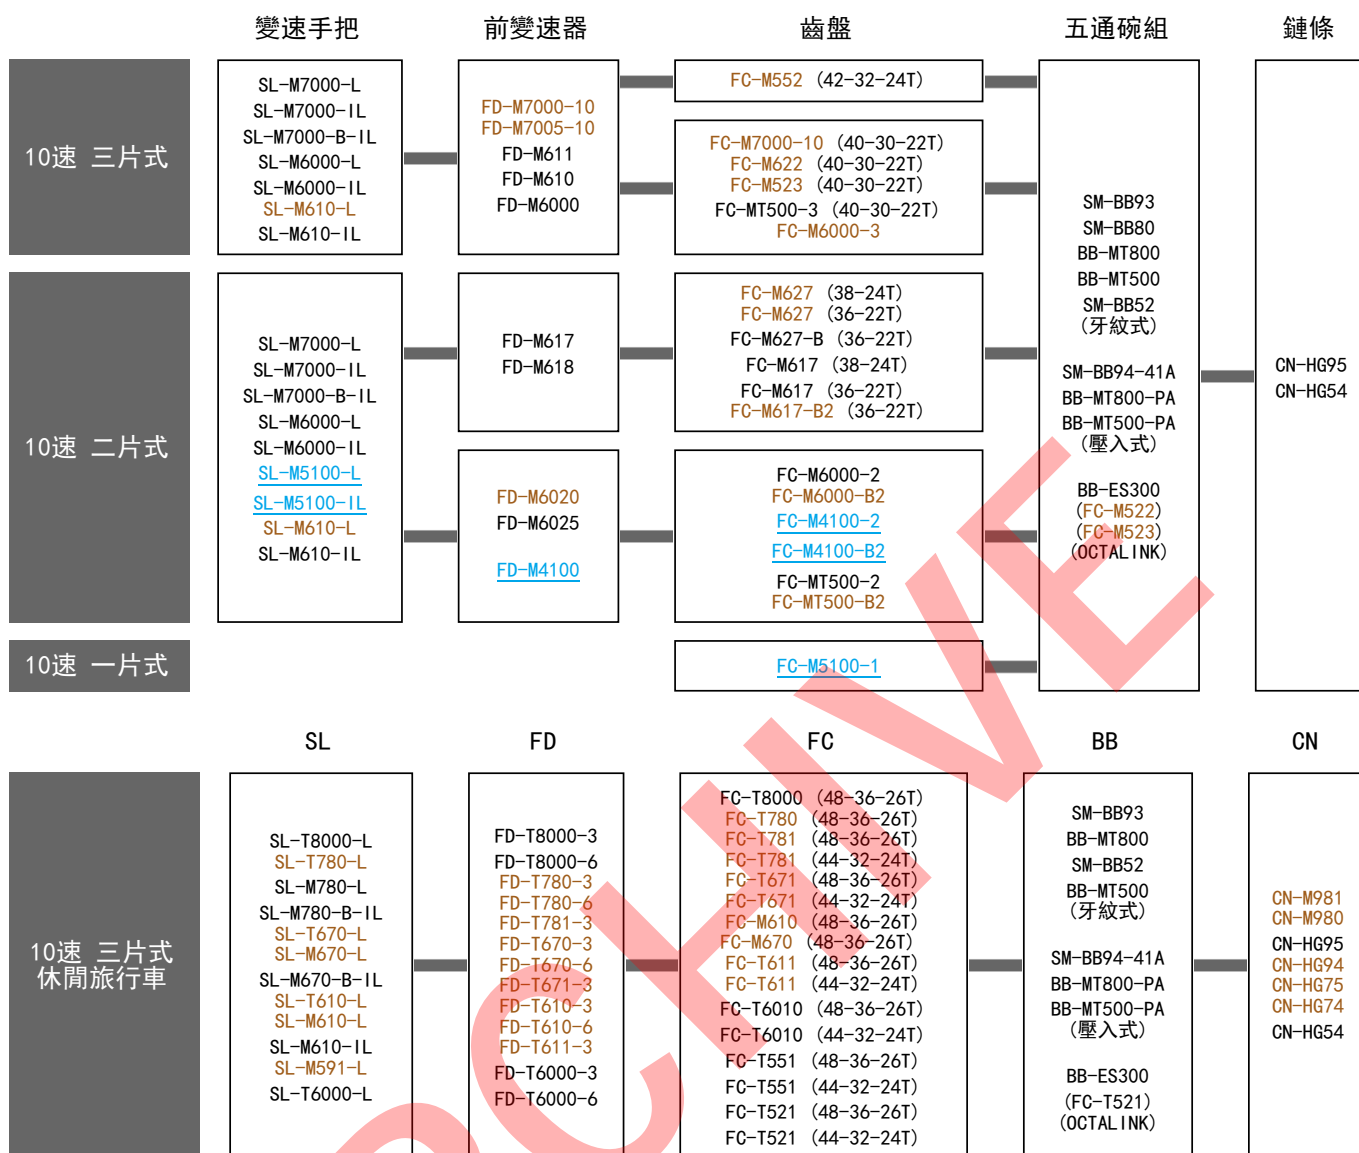 變速手把
前變速器
齒盤
五通碗組
鏈條
10速 三片式
SL-M7000-L
SL-M7000-IL
SL-M7000-B-IL
SL-M6000-L
SL-M6000-IL
SL-M610-L
SL-M610-IL
FD-M7000-10
FD-M7005-10
FD-M611
FD-M610
FD-M6000
FC-M552 (42-32-24T)
FC-M7000-10 (40-30-22T)
FC-M622 (40-30-22T)
FC-M523 (40-30-22T)
FC-MT500-3 (40-30-22T)
FC-M6000-3
10速 二片式
SL-M7000-L
SL-M7000-IL
SL-M7000-B-IL
SL-M6000-L
SL-M6000-IL
SL-M5100-L
SL-M5100-IL
SL-M610-L
SL-M610-IL
FD-M617
FD-M618
FC-M627 (38-24T)
FC-M627 (36-22T)
FC-M627-B (36-22T)
FC-M617 (38-24T)
FC-M617 (36-22T)
FC-M617-B2 (36-22T)
FD-M6020
FD-M6025
FD-M4100
FC-M6000-2
FC-M6000-B2
FC-M4100-2
FC-M4100-B2
FC-MT500-2
FC-MT500-B2
10速 一片式
FC-M5100-1
SM-BB93
SM-BB80
BB-MT800
BB-MT500
SM-BB52
(牙紋式)
SM-BB94-41A
BB-MT800-PA
BB-MT500-PA
(壓入式)
BB-ES300
(FC-M522)
(FC-M523)
(OCTALINK)
CN-HG95
CN-HG54
SL
FD
FC
BB
CN
10速 三片式
休閒旅行車
SL-T8000-L
SL-T780-L
SL-M780-L
SL-M780-B-IL
SL-T670-L
SL-M670-L
SL-M670-B-IL
SL-T610-L
SL-M610-L
SL-M610-IL
SL-M591-L
SL-T6000-L
FD-T8000-3
FD-T8000-6
FD-T780-3
FD-T780-6
FD-T781-3
FD-T670-3
FD-T670-6
FD-T671-3
FD-T610-3
FD-T610-6
FD-T611-3
FD-T6000-3
FD-T6000-6
FC-T8000 (48-36-26T)
FC-T780 (48-36-26T)
FC-T781 (48-36-26T)
FC-T781 (44-32-24T)
FC-T671 (48-36-26T)
FC-T671 (44-32-24T)
FC-M610 (48-36-26T)
FC-M670 (48-36-26T)
FC-T611 (48-36-26T)
FC-T611 (44-32-24T)
FC-T6010 (48-36-26T)
FC-T6010 (44-32-24T)
FC-T551 (48-36-26T)
FC-T551 (44-32-24T)
FC-T521 (48-36-26T)
FC-T521 (44-32-24T)
SM-BB93
BB-MT800
SM-BB52
BB-MT500
(牙紋式)
SM-BB94-41A
BB-MT800-PA
BB-MT500-PA
(壓入式)
BB-ES300
(FC-T521)
(OCTALINK)
CN-M981
CN-M980
CN-HG95
CN-HG94
CN-HG75
CN-HG74
CN-HG54
CHIVE